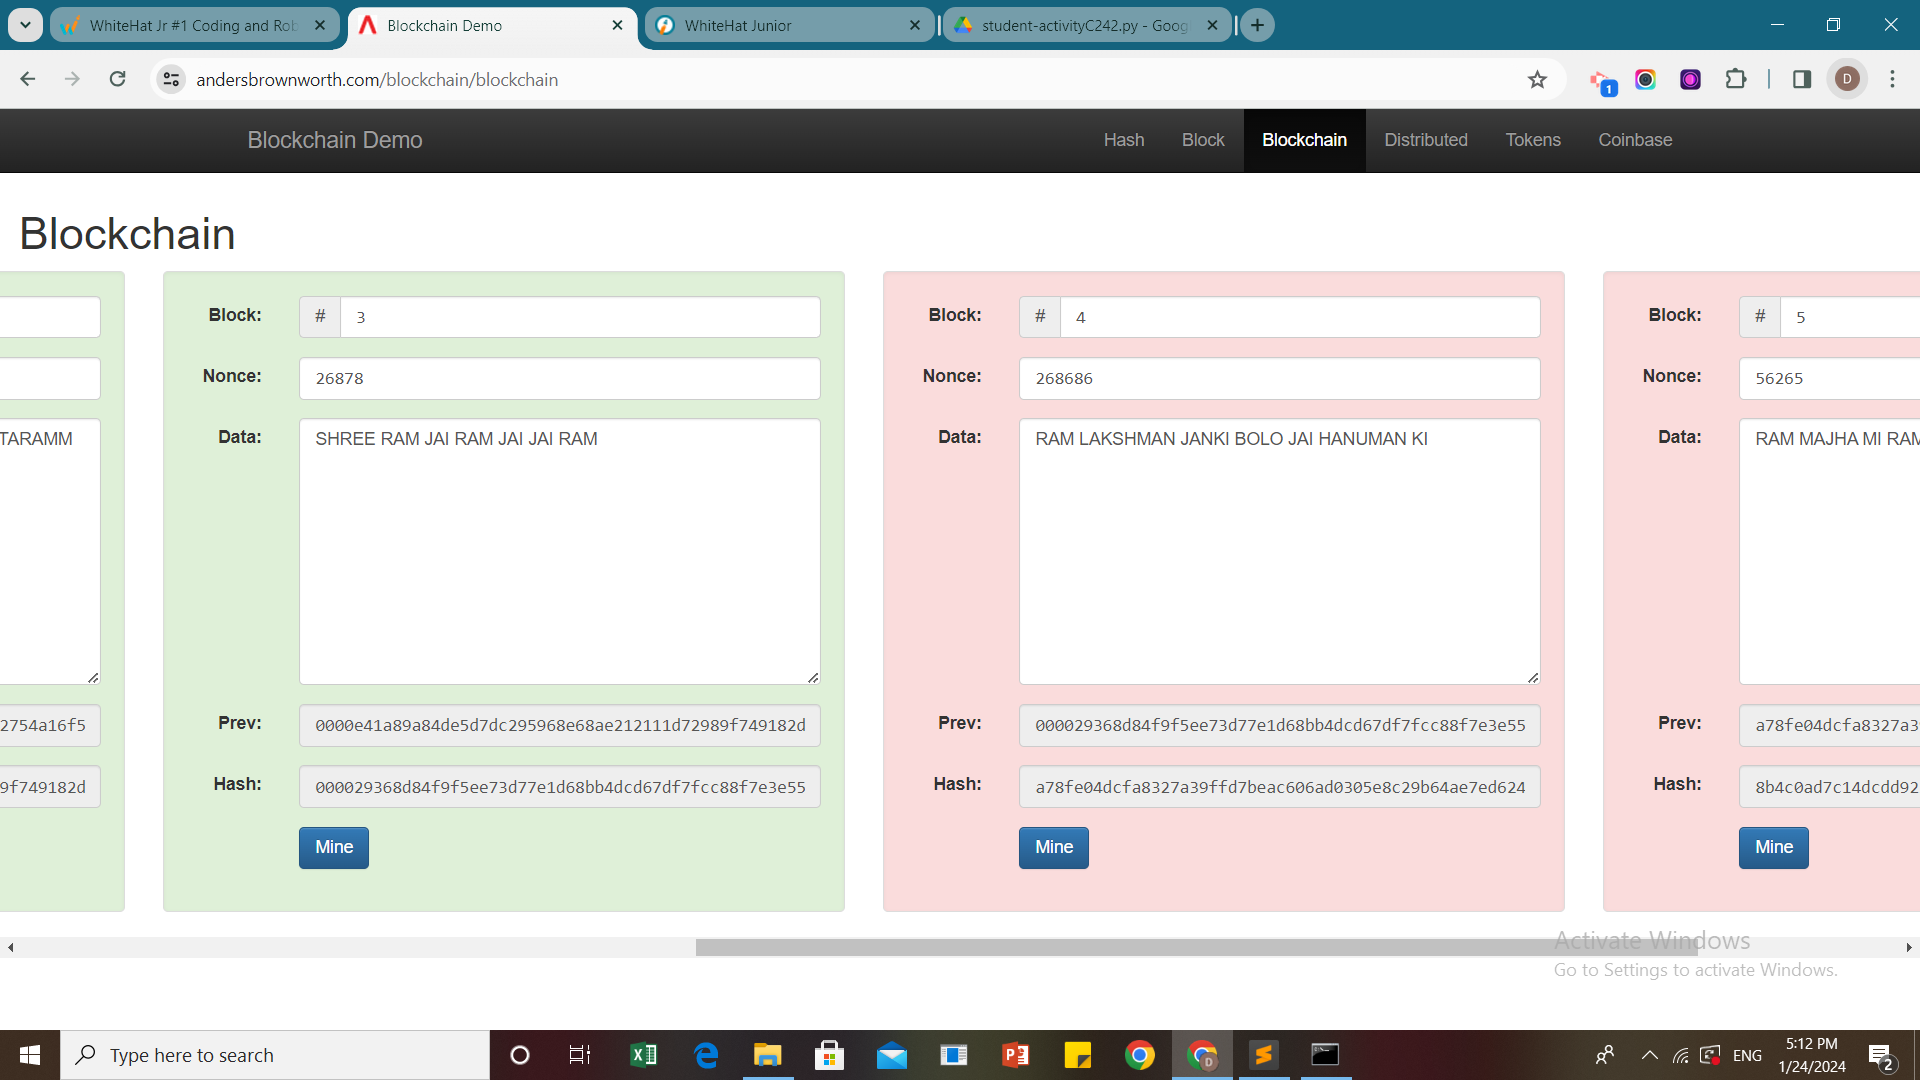 WhiteHat Jr #1 Coding and Rob
Blockchain Demo
WhiteHat Junior
student-activityC242.py - Goog
andersbrownworth.com/blockchain/blockchain
1
D
Blockchain Demo
Hash
Block
Blockchain
Distributed
Tokens
Coinbase
Blockchain
TARAMM
2754a16f5
9f749182d
Block:
# 3
Nonce:
26878
Data:
SHREE RAM JAI RAM JAI JAI RAM
Prev:
0000e41a89a84de5d7dc295968e68ae212111d72989f749182d
Hash:
000029368d84f9f5ee73d77e1d68bb4dcd67df7fcc88f7e3e55
Mine
Block:
# 4
Nonce:
268686
Data:
RAM LAKSHMAN JANKI BOLO JAI HANUMAN KI
Prev:
000029368d84f9f5ee73d77e1d68bb4dcd67df7fcc88f7e3e55
Hash:
a78fe04dcfa8327a39ffd7beac606ad0305e8c29b64ae7ed624
Mine
Block:
# 5
Nonce:
56265
Data:
RAM MAJHA MI RAM
Prev:
a78fe04dcfa8327a3
Hash:
8b4c0ad7c14dcdd92
Mine
Activate Windows
Go to Settings to activate Windows.
Type here to search
D
ENG
5:12 PM
1/24/2024
2